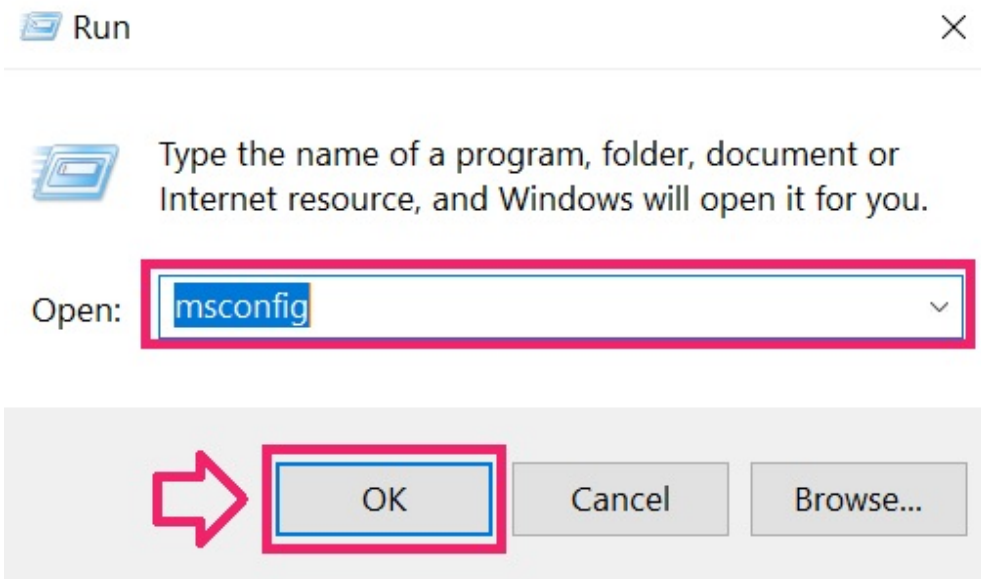 Run
Type the name of a program, folder, document or
Internet resource, and Windows will open it for you.
Open: msconfig
OK Cancel Browse...